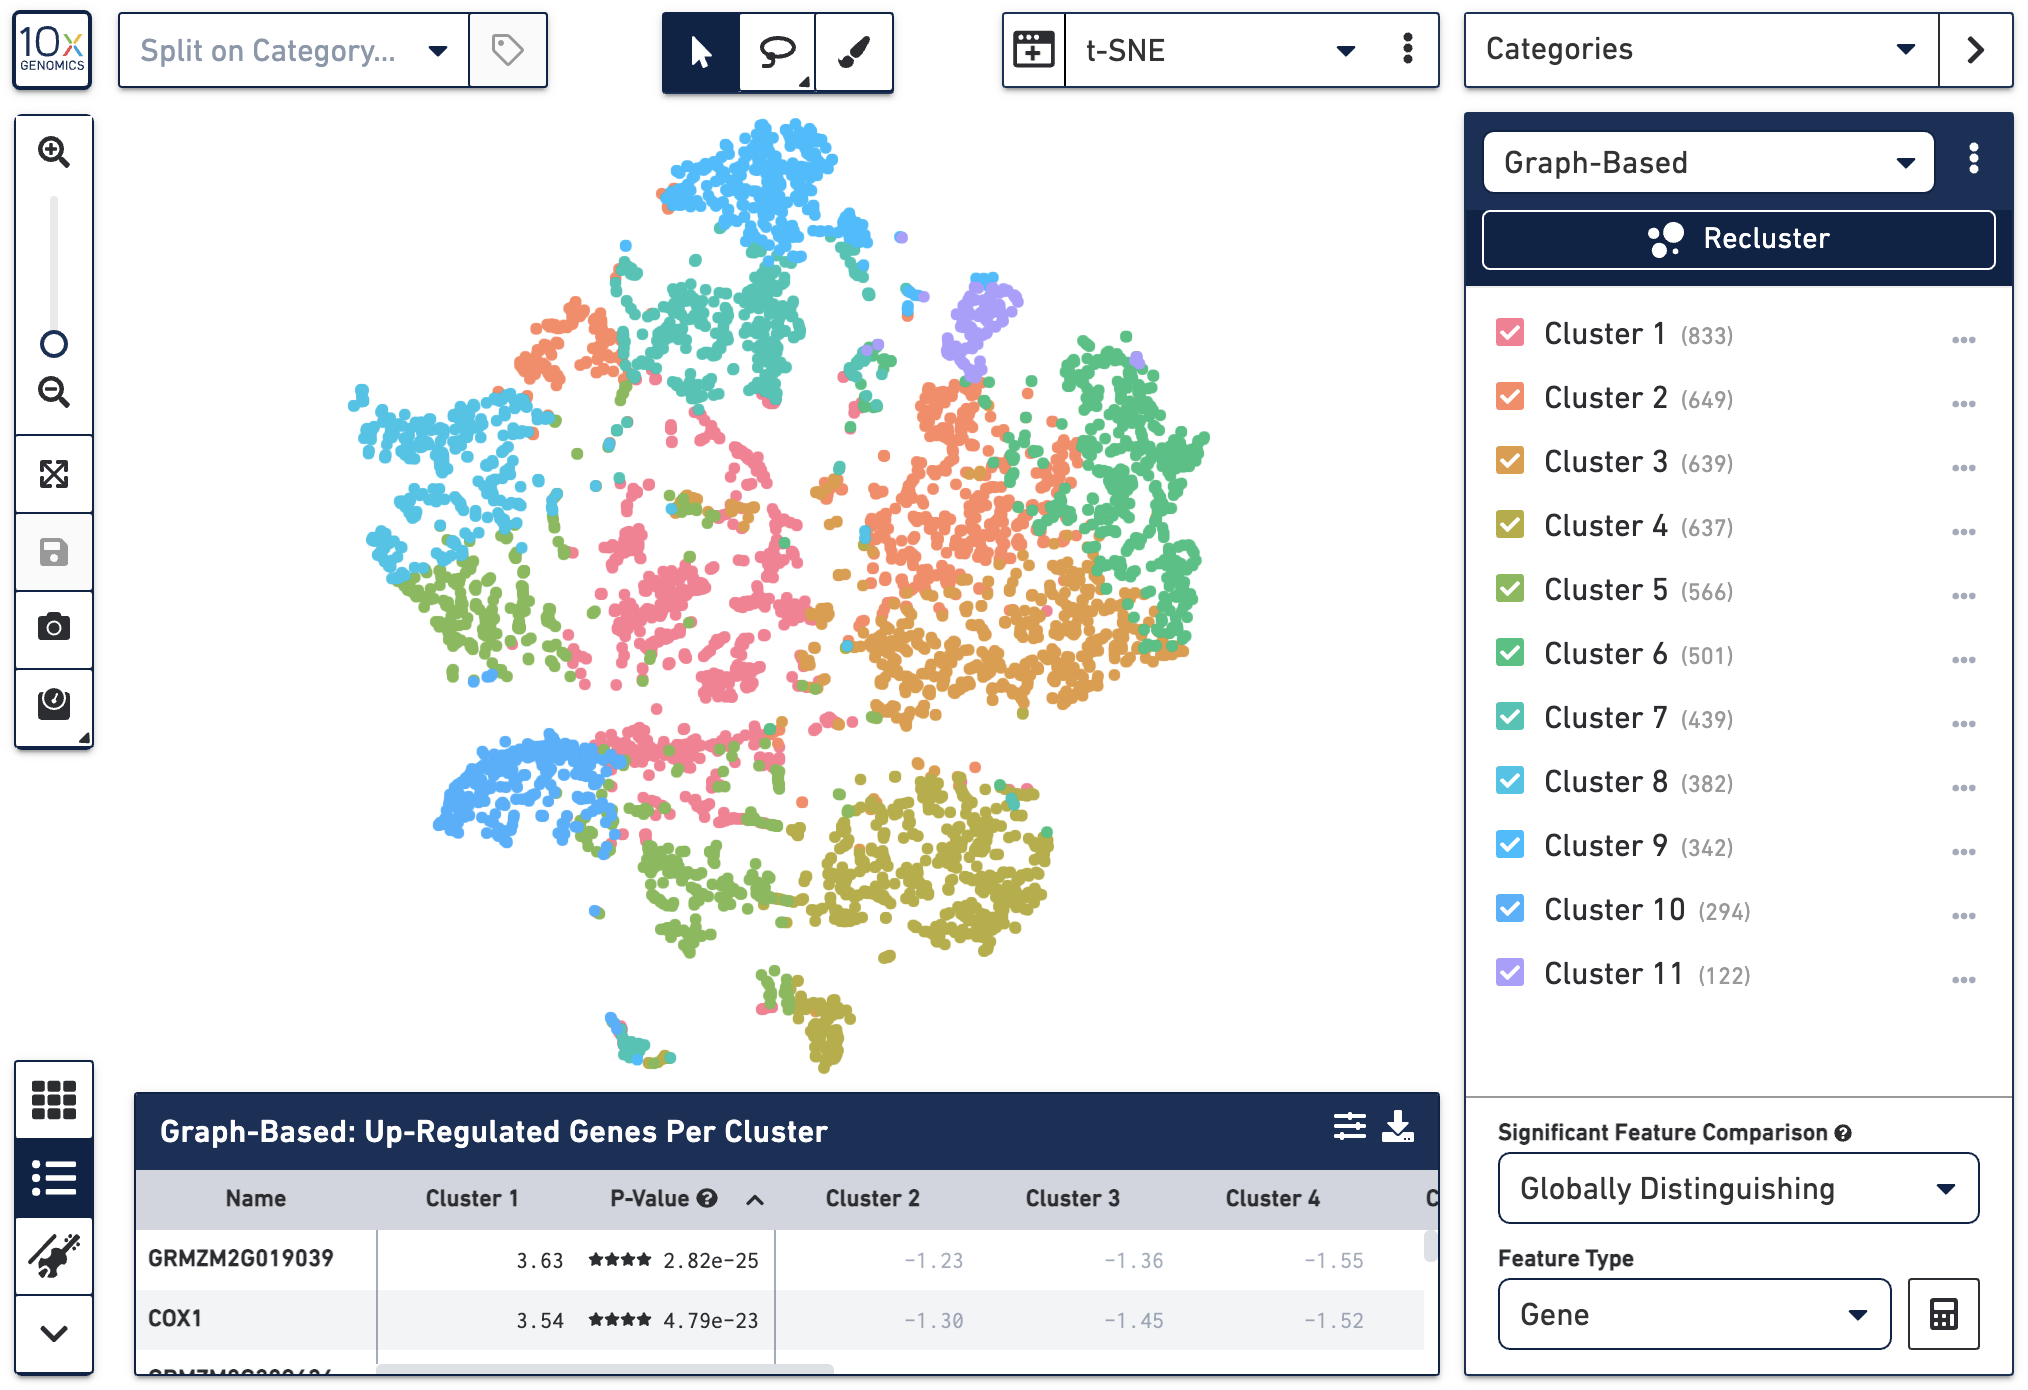 10x
GENOMICS
Split on Category...
t-SNE
Categories
Graph-Based
Recluster
Cluster 1 (833)
Cluster 2 (649)
Cluster 3 (639)
Cluster 4 (637)
Cluster 5 (566)
Cluster 6 (501)
Cluster 7 (439)
Cluster 8 (382)
Cluster 9 (342)
Cluster 10 (294)
Cluster 11 (122)
Significant Feature Comparison
Globally Distinguishing
Feature Type
Gene
Graph-Based: Up-Regulated Genes Per Cluster
Name Cluster 1 P-Value Cluster 2 Cluster 3 Cluster 4 C
GRMZM2G019039 3.63 ★★★★ 2.82e-25 -1.23 -1.36 -1.55
COX1 3.54 ★★★★ 4.79e-23 -1.30 -1.45 -1.52